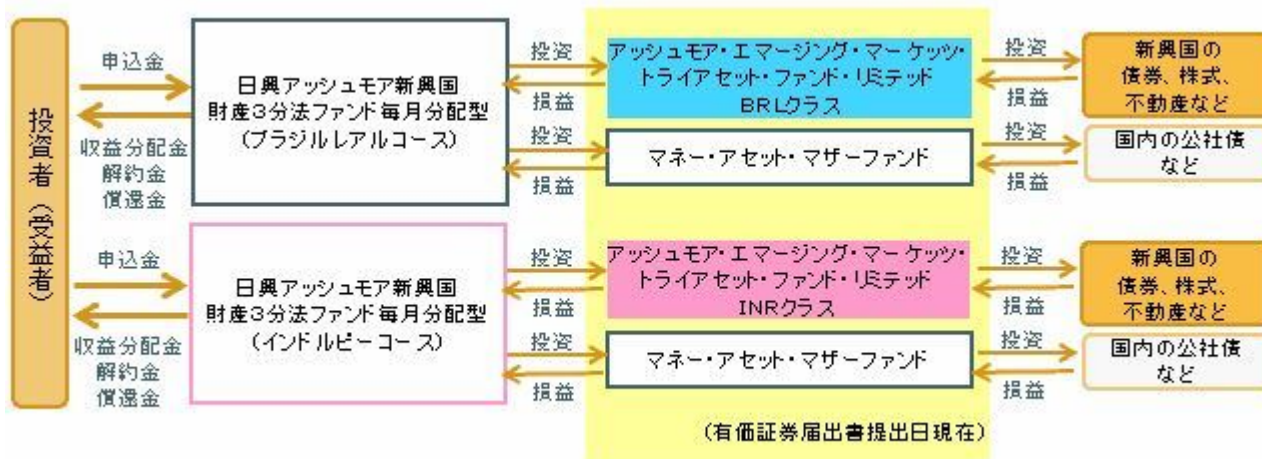 投資者(受益者)
申込金
収益分配金
解約金
償還金
日興アッシュモア新興国
財産3分法ファンド毎月分配型
(ブラジルレアルコース)
投資
損益
投資
損益
アッシュモア・エマージング・マーケッツ・
トライアセット・ファンド・リミテッド
BRLクラス
マネー・アセット・マザーファンド
投資
損益
投資
損益
新興国の
債券、株式、
不動産など
国内の公社債
など
申込金
収益分配金
解約金
償還金
日興アッシュモア新興国
財産3分法ファンド毎月分配型
(インドルピーコース)
投資
損益
投資
損益
アッシュモア・エマージング・マーケッツ・
トライアセット・ファンド・リミテッド
INRクラス
マネー・アセット・マザーファンド
投資
損益
投資
損益
新興国の
債券、株式、
不動産など
国内の公社債
など
(有価証券届出書提出日現在)